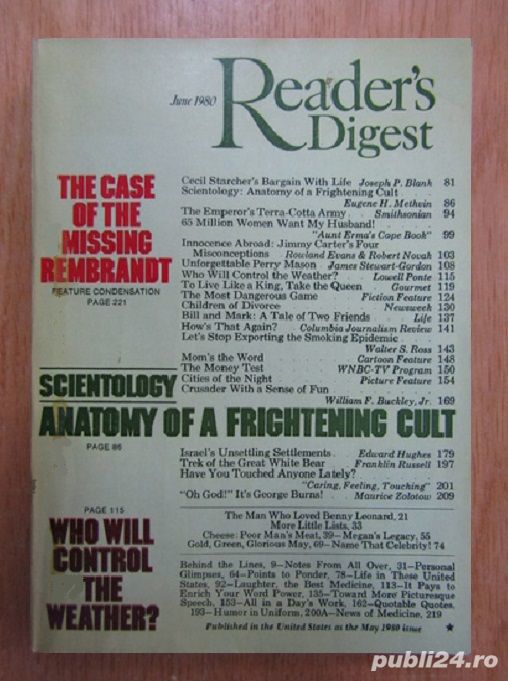 June 1980
Reader's
Digest
THE CASE
OF THE
MISSING
REMBRANDT
FEATURE CONDENSATION
PAGE 221
Cecil Starcher's Bargain With Life Joseph P. Blank 81
Scientology: Anatomy of a Frightening Cult
Eugene H. Methvin 86
The Emperor's Terra-Cotta Army Smithsonian 94
65 Million Women Want My Husband!
"Aunt Erma's Cope Book" 99
Innocence Abroad: Jimmy Carter's Four
Misconceptions Rowland Evans & Robert Novak 103
Unforgettable Perry Mason James Stewart-Gordon 108
Who Will Control the Weather? Lowell Ponte 115
To Live Like a King, Take the Queen Gourmet 119
The Most Dangerous Game Fiction Feature 124
Children of Divorce Newsweek 130
Bill and Mark: A Tale of Two Friends Life 137
How's That Again? Columbia Journalism Review 141
Let's Stop Exporting the Smoking Epidemic
Walter S. Ross 143
Mom's the Word Cartoon Feature 148
The Money Test WNBC-TV Program 150
Cities of the Night Picture Feature 154
Crusader With a Sense of Fun
William F. Buckley, Jr. 169
SCIENTOLOGY
ANATOMY OF A FRIGHTENING CULT
PAGE 86
Israel's Unsettling Settlements Edward Hughes 179
Trek of the Great White Bear Franklin Russell 197
Have You Touched Anyone Lately?
"Caring, Feeling, Touching" 201
"Oh God!" It's George Burns! Maurice Zolotow 209
PAGE 115
WHO WILL
CONTROL
THE
WEATHER?
The Man Who Loved Benny Leonard, 21
More Little Lists, 33
Cheese: Poor Man's Meat, 39—Megan's Legacy, 55
Gold, Green, Glorious May, 69—Name That Celebrity! 74
Behind the Lines, 9—Notes From All Over, 31—Personal
Glimpses, 64—Points to Ponder, 78—Life in These United
States, 92—Laughter, the Best Medicine, 113—It Pays to
Enrich Your Word Power, 135—Toward More Picturesque
Speech, 153—All in a Day's Work, 162—Quotable Quotes,
193—Humor in Uniform, 200A—News of Medicine, 219
Published in the United States as the May 1980 issue
publi24.ro